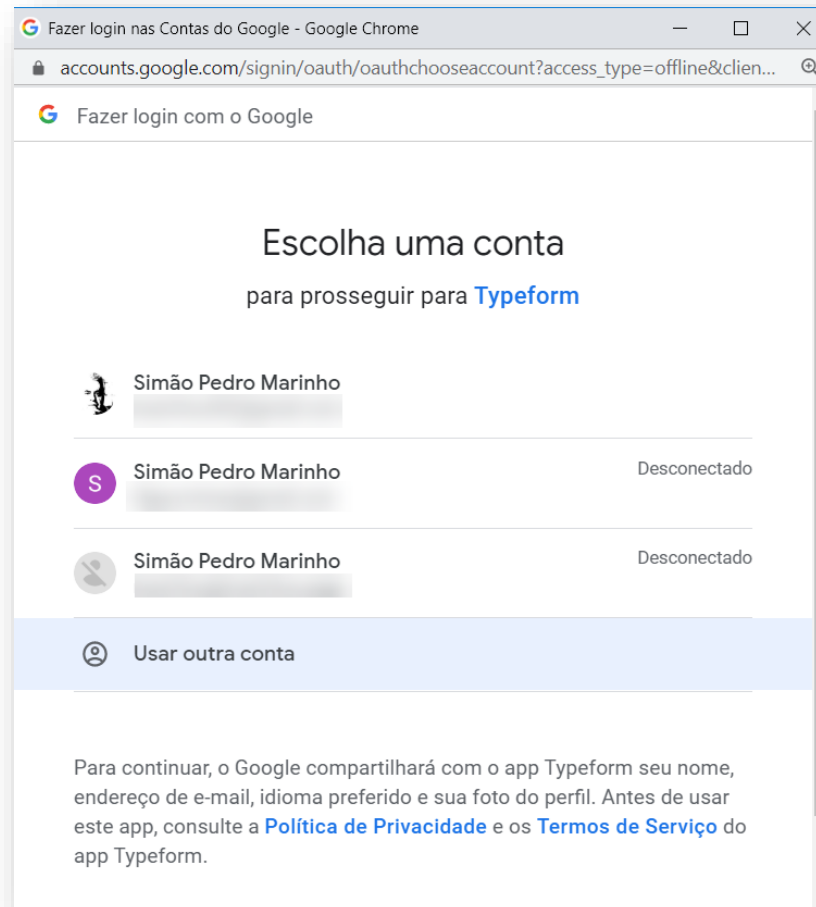 Fazer login nas Contas do Google - Google Chrome
accounts.google.com/signin/oauth/oauthchooseaccount?access_type=offline&clien...
Fazer login com o Google
Escolha uma conta
para prosseguir para Typeform
Simão Pedro Marinho
S
Simão Pedro Marinho
Desconectado
Simão Pedro Marinho
Desconectado
Usar outra conta
Para continuar, o Google compartilhará com o app Typeform seu nome,
endereço de e-mail, idioma preferido e sua foto do perfil. Antes de usar
este app, consulte a Política de Privacidade e os Termos de Serviço do
app Typeform.